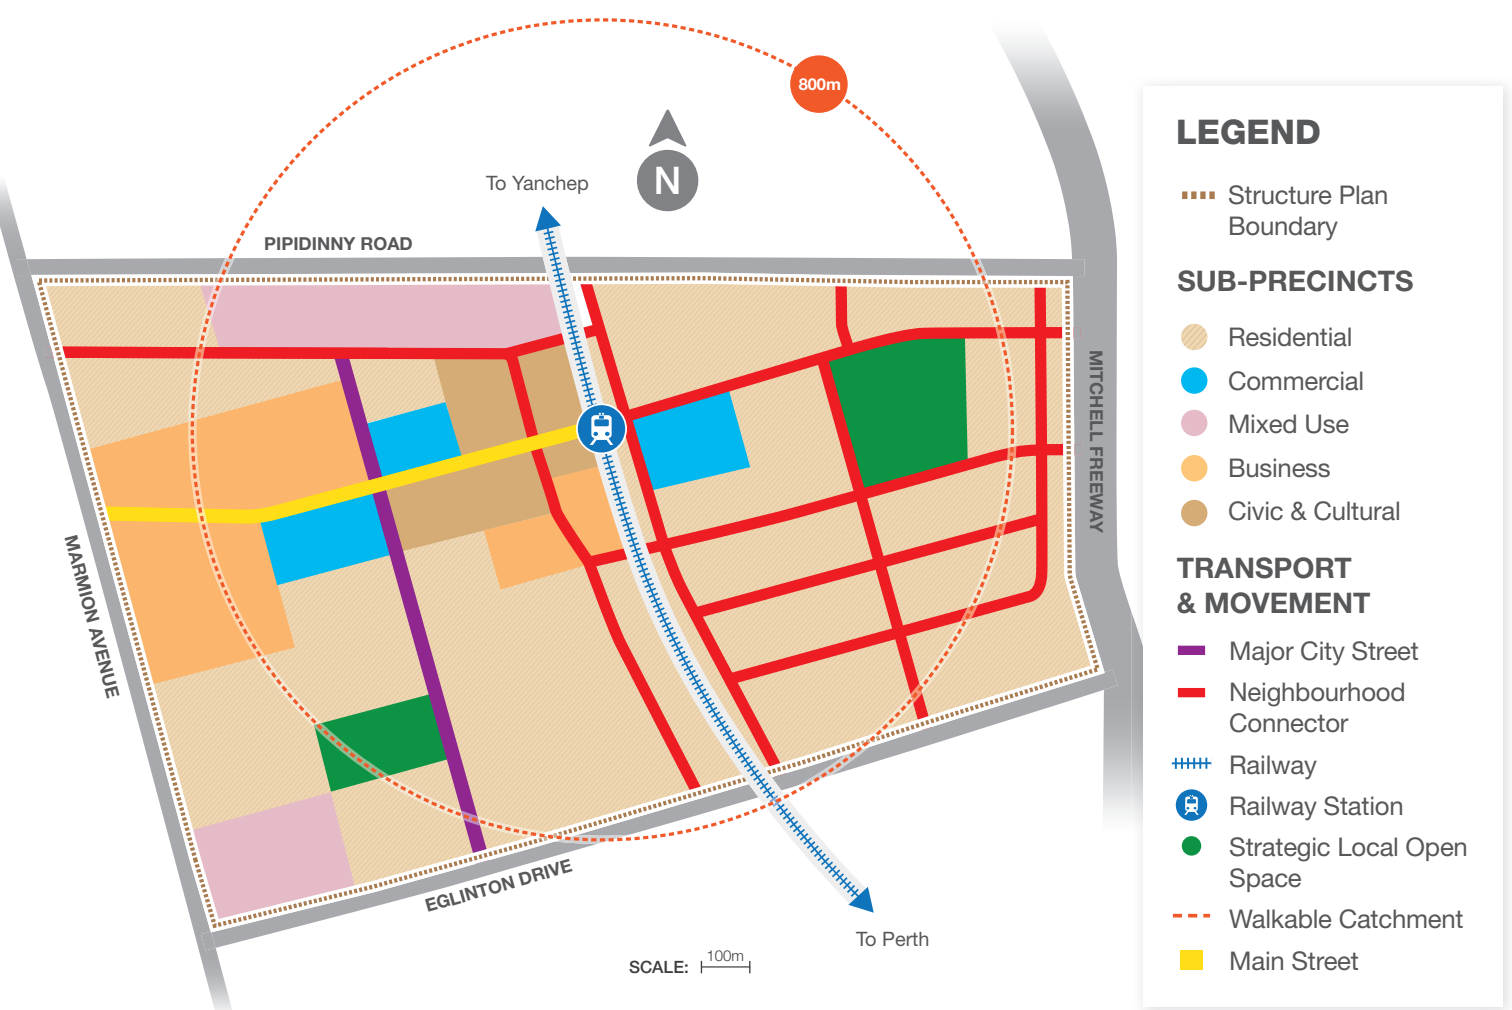 800m
N
To Yanchep
PIPIDINNY ROAD
MITCHELL FREEWAY
MARMION AVENUE
EGLINTON DRIVE
To Perth
SCALE:
100m
LEGEND
Structure Plan
Boundary
SUB-PRECINCTS
Residential
Commercial
Mixed Use
Business
Civic & Cultural
TRANSPORT
& MOVEMENT
Major City Street
Neighbourhood
Connector
Railway
Railway Station
Strategic Local Open
Space
Walkable Catchment
Main Street